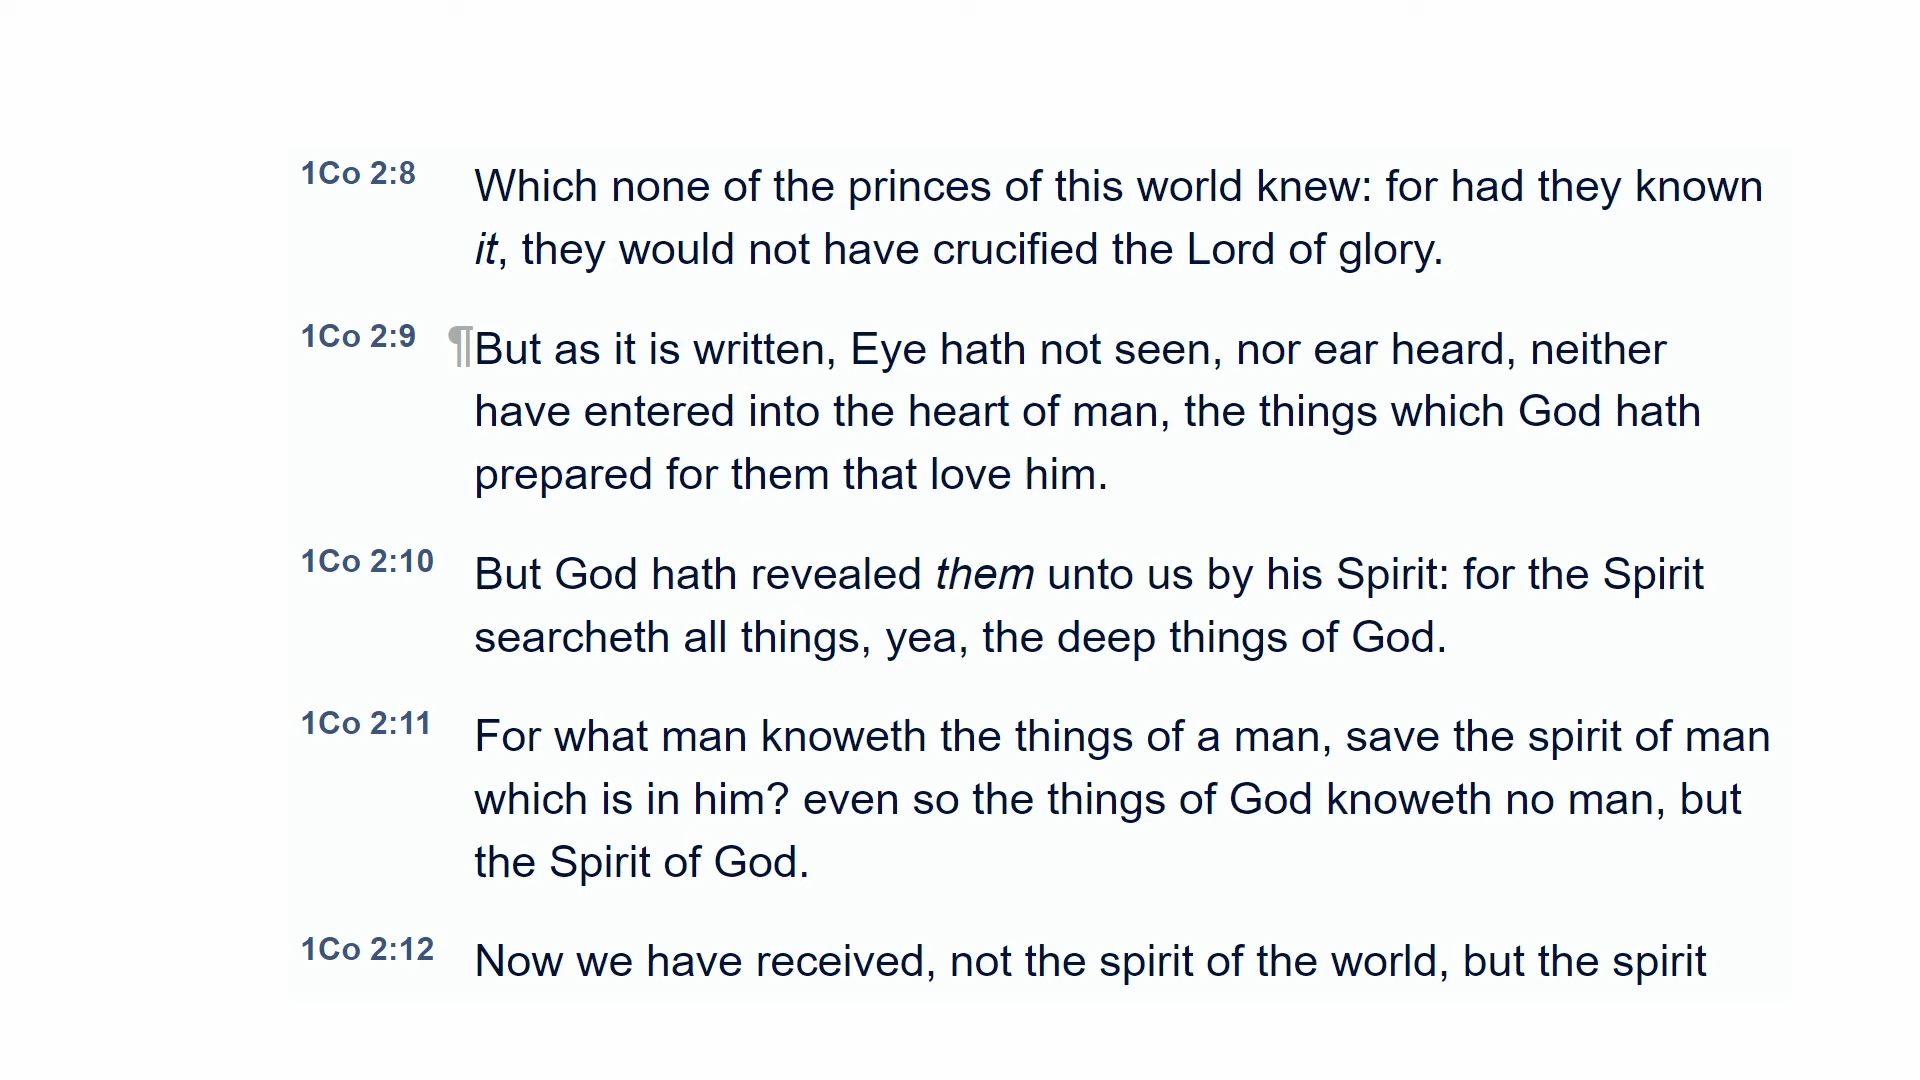 1Co 2:8 Which none of the princes of this world knew: for had they known
it, they would not have crucified the Lord of glory.
1Co 2:9 ¶But as it is written, Eye hath not seen, nor ear heard, neither
have entered into the heart of man, the things which God hath
prepared for them that love him.
1Co 2:10 But God hath revealed them unto us by his Spirit: for the Spirit
searcheth all things, yea, the deep things of God.
1Co 2:11 For what man knoweth the things of a man, save the spirit of man
which is in him? even so the things of God knoweth no man, but
the Spirit of God.
1Co 2:12 Now we have received, not the spirit of the world, but the spirit